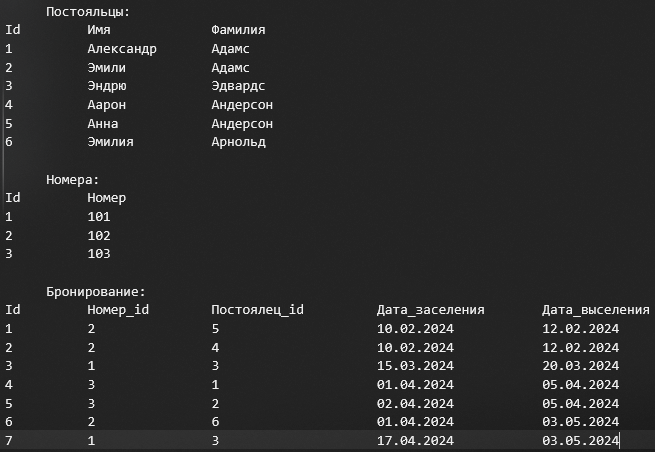 Постояльцы:
Id Имя Фамилия
1 Александр Адамс
2 Эмили Адамс
3 Эндрю Эдвардс
4 Аарон Андерсон
5 Анна Андерсон
6 Эмилия Арнольд
Номера:
Id Номер
1 101
2 102
3 103
Бронирование:
Id Номер_id Постоялец_id Дата_заселения Дата_выселения
1 2 5 10.02.2024 12.02.2024
2 2 4 10.02.2024 12.02.2024
3 1 3 15.03.2024 20.03.2024
4 3 1 01.04.2024 05.04.2024
5 3 2 02.04.2024 05.04.2024
6 2 6 01.04.2024 03.05.2024
7 1 3 17.04.2024 03.05.2024